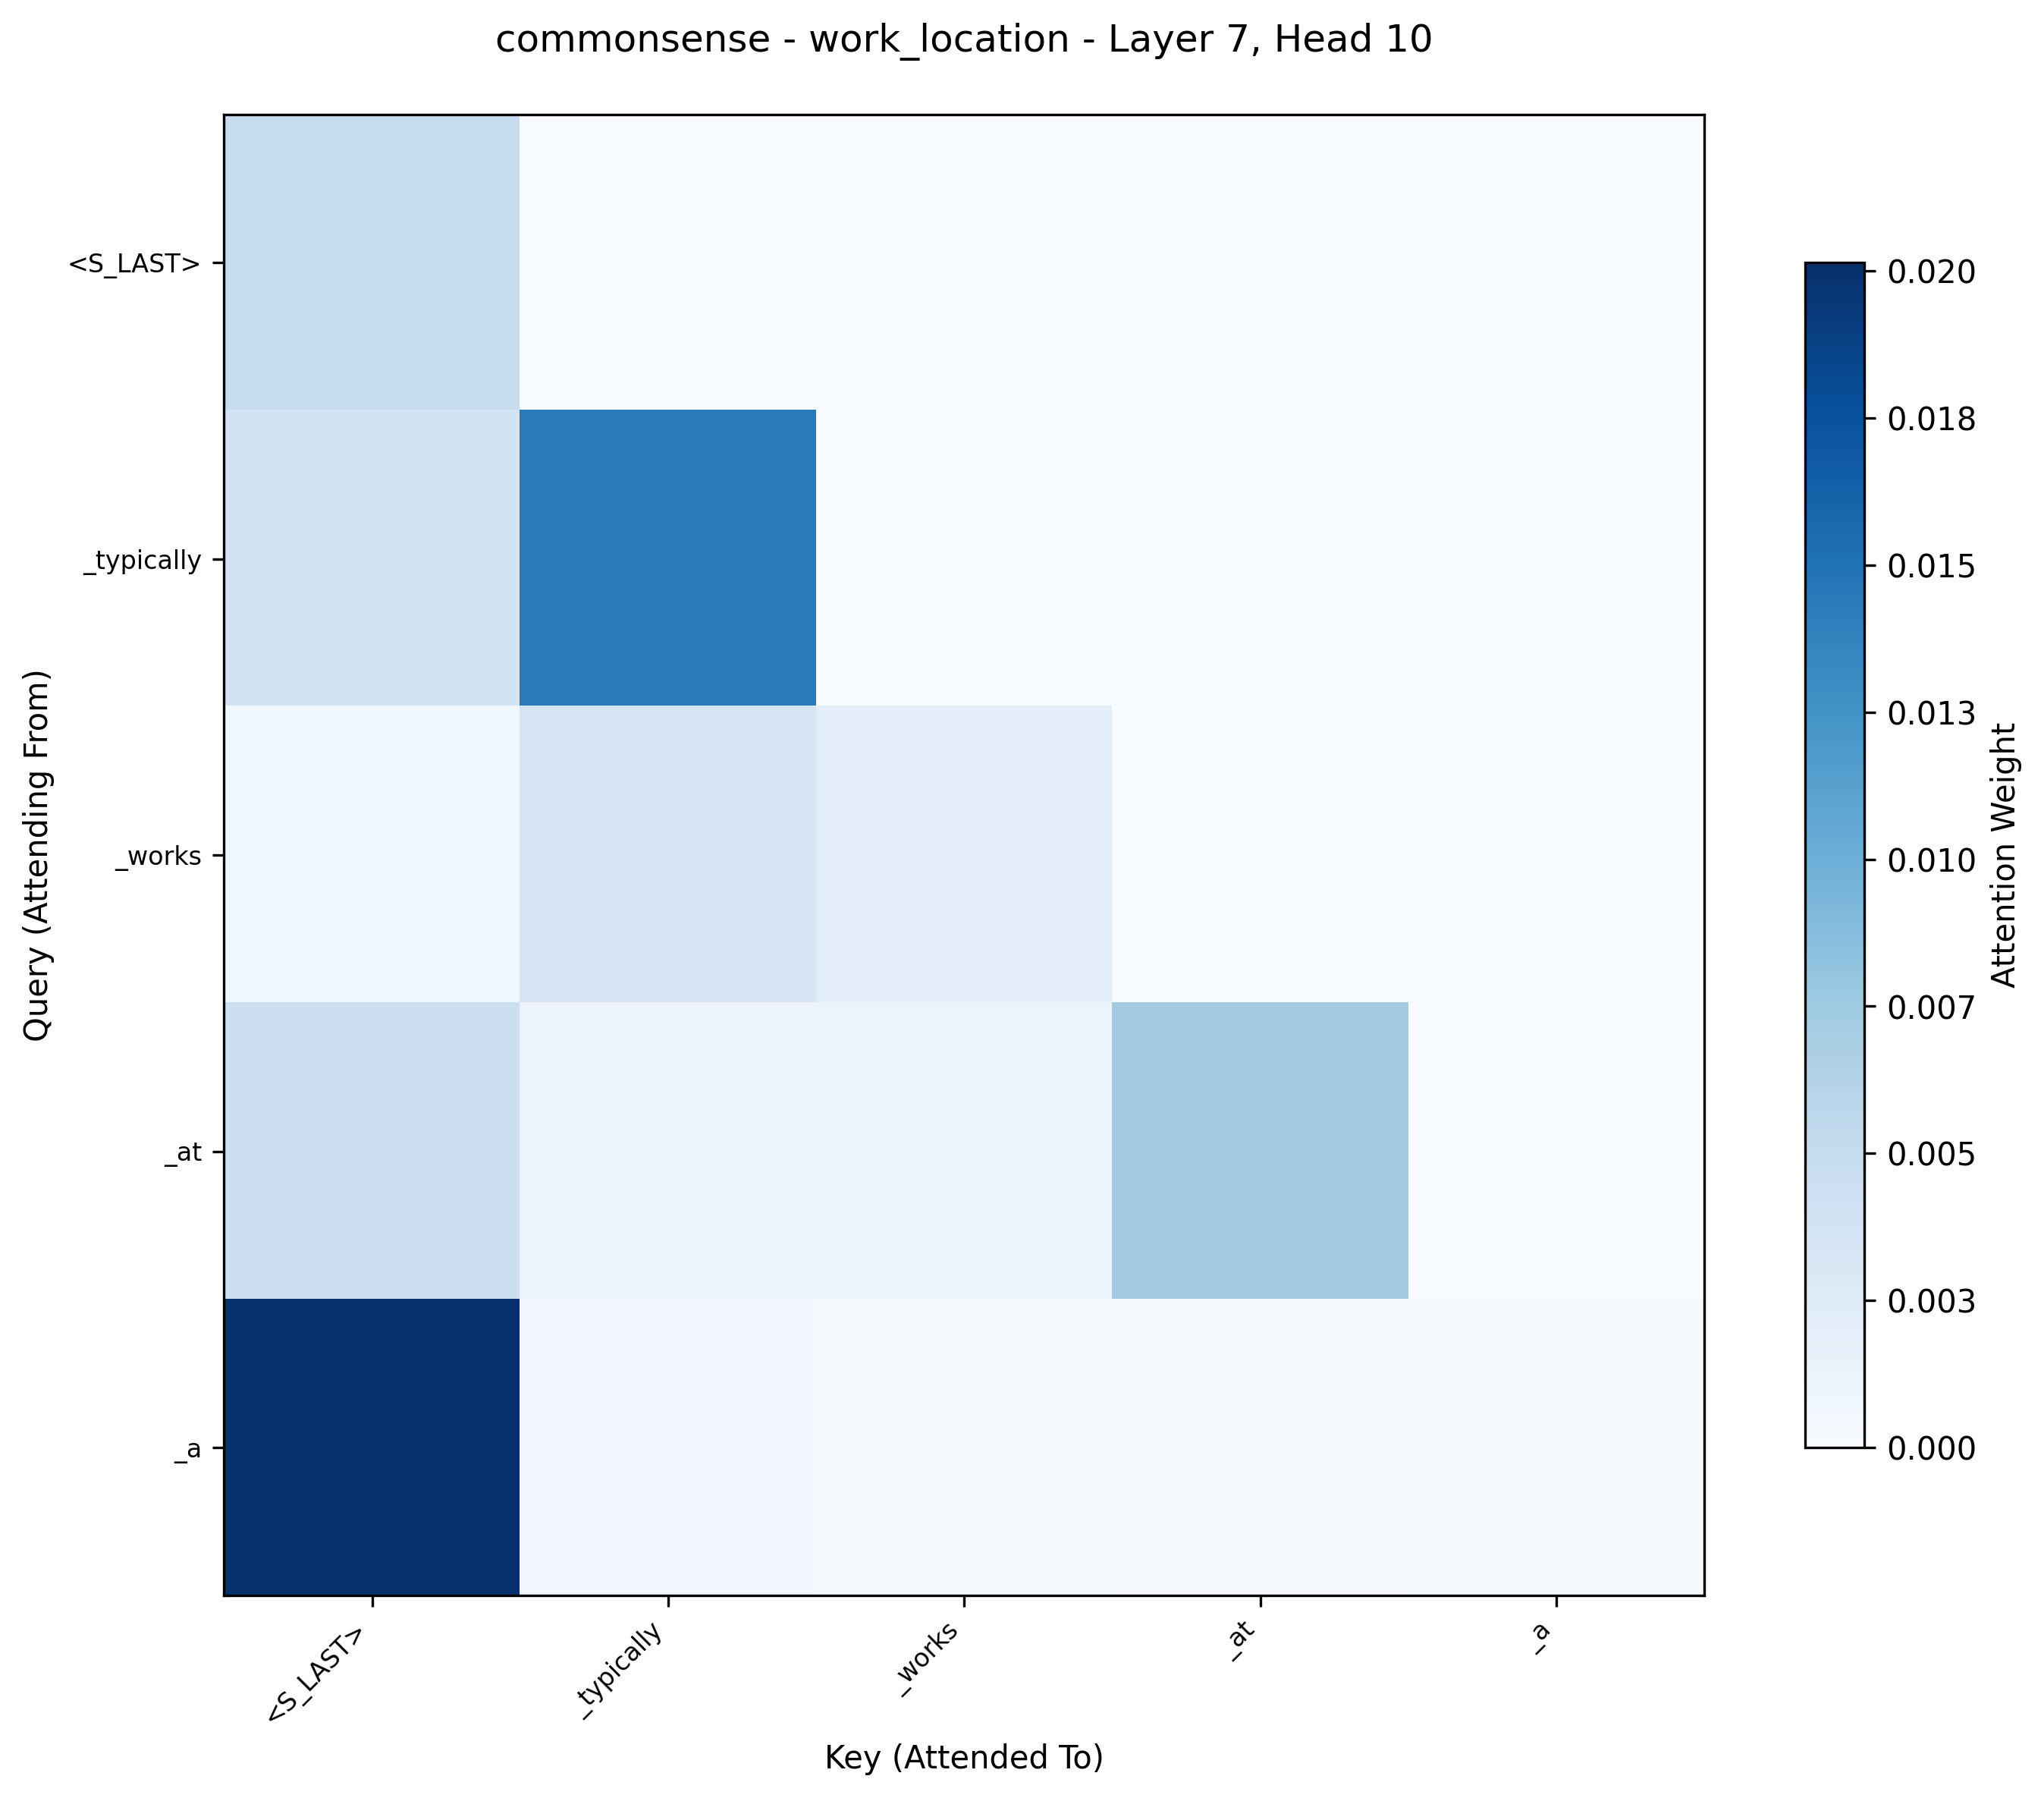 commonsense - work_location - Layer 7, Head 10
<S_LAST>
_typically
_works
_at
_a
Query (Attending From)
<S_LAST>
_typically
_works
_at
_a
Key (Attended To)
0.020
0.018
0.015
0.013
0.010
0.007
0.005
0.003
0.000
Attention Weight